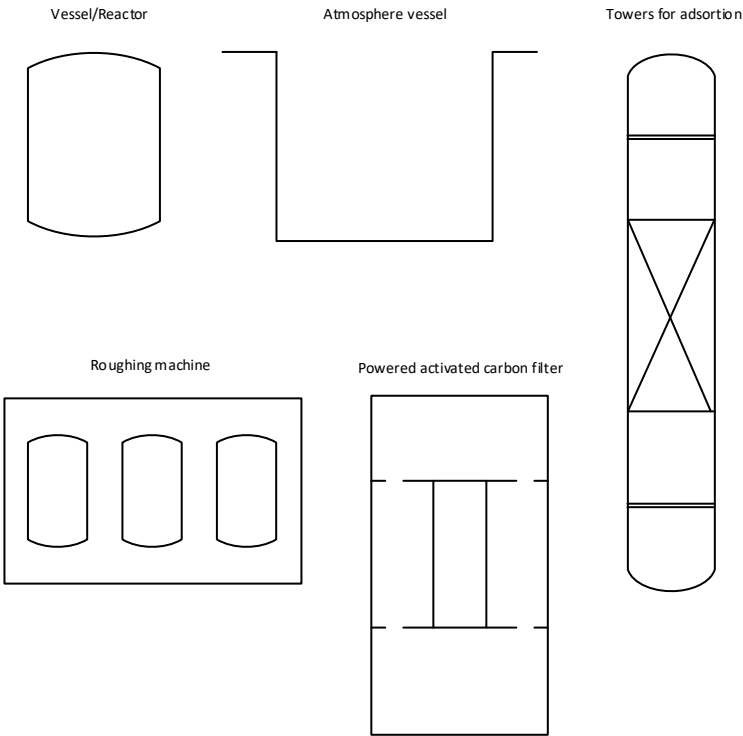 Vessel/Reactor
Atmosphere vessel
Towers for adsortion
Roughing machine
Powered activated carbon filter